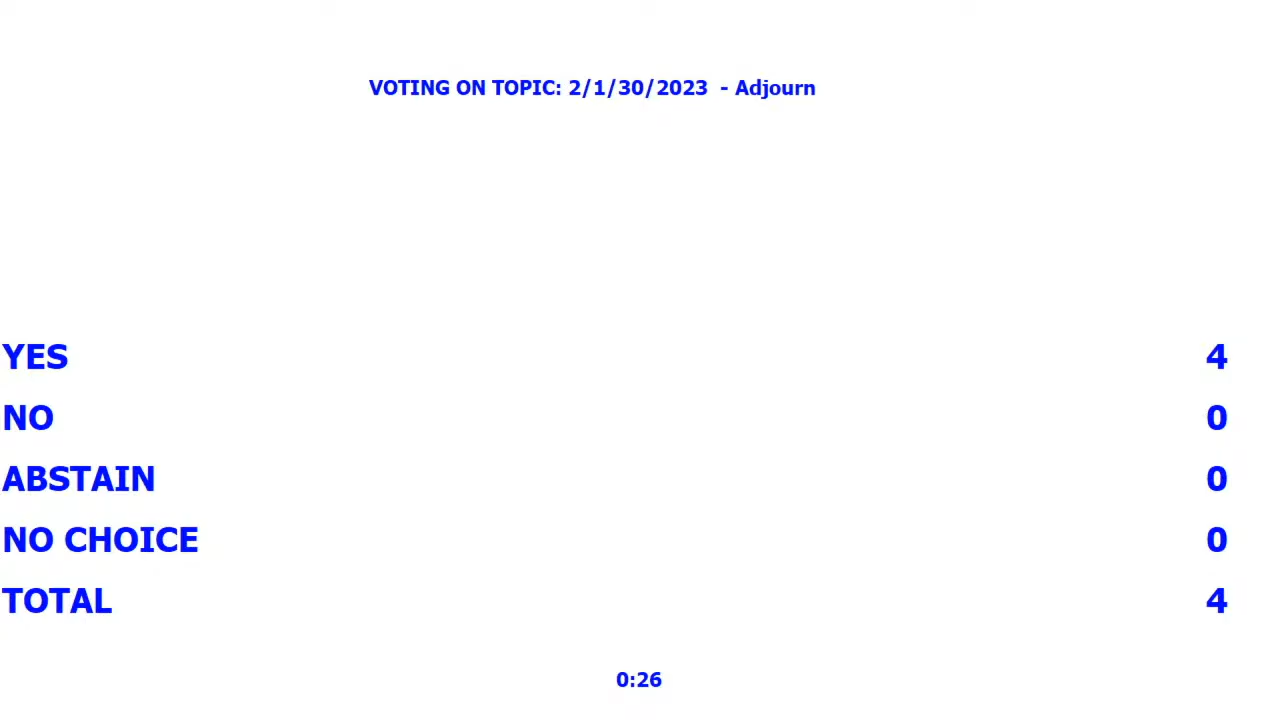 VOTING ON TOPIC: 2/1/30/2023 - Adjourn
YES 4
NO 0
ABSTAIN 0
NO CHOICE 0
TOTAL 4
0:26